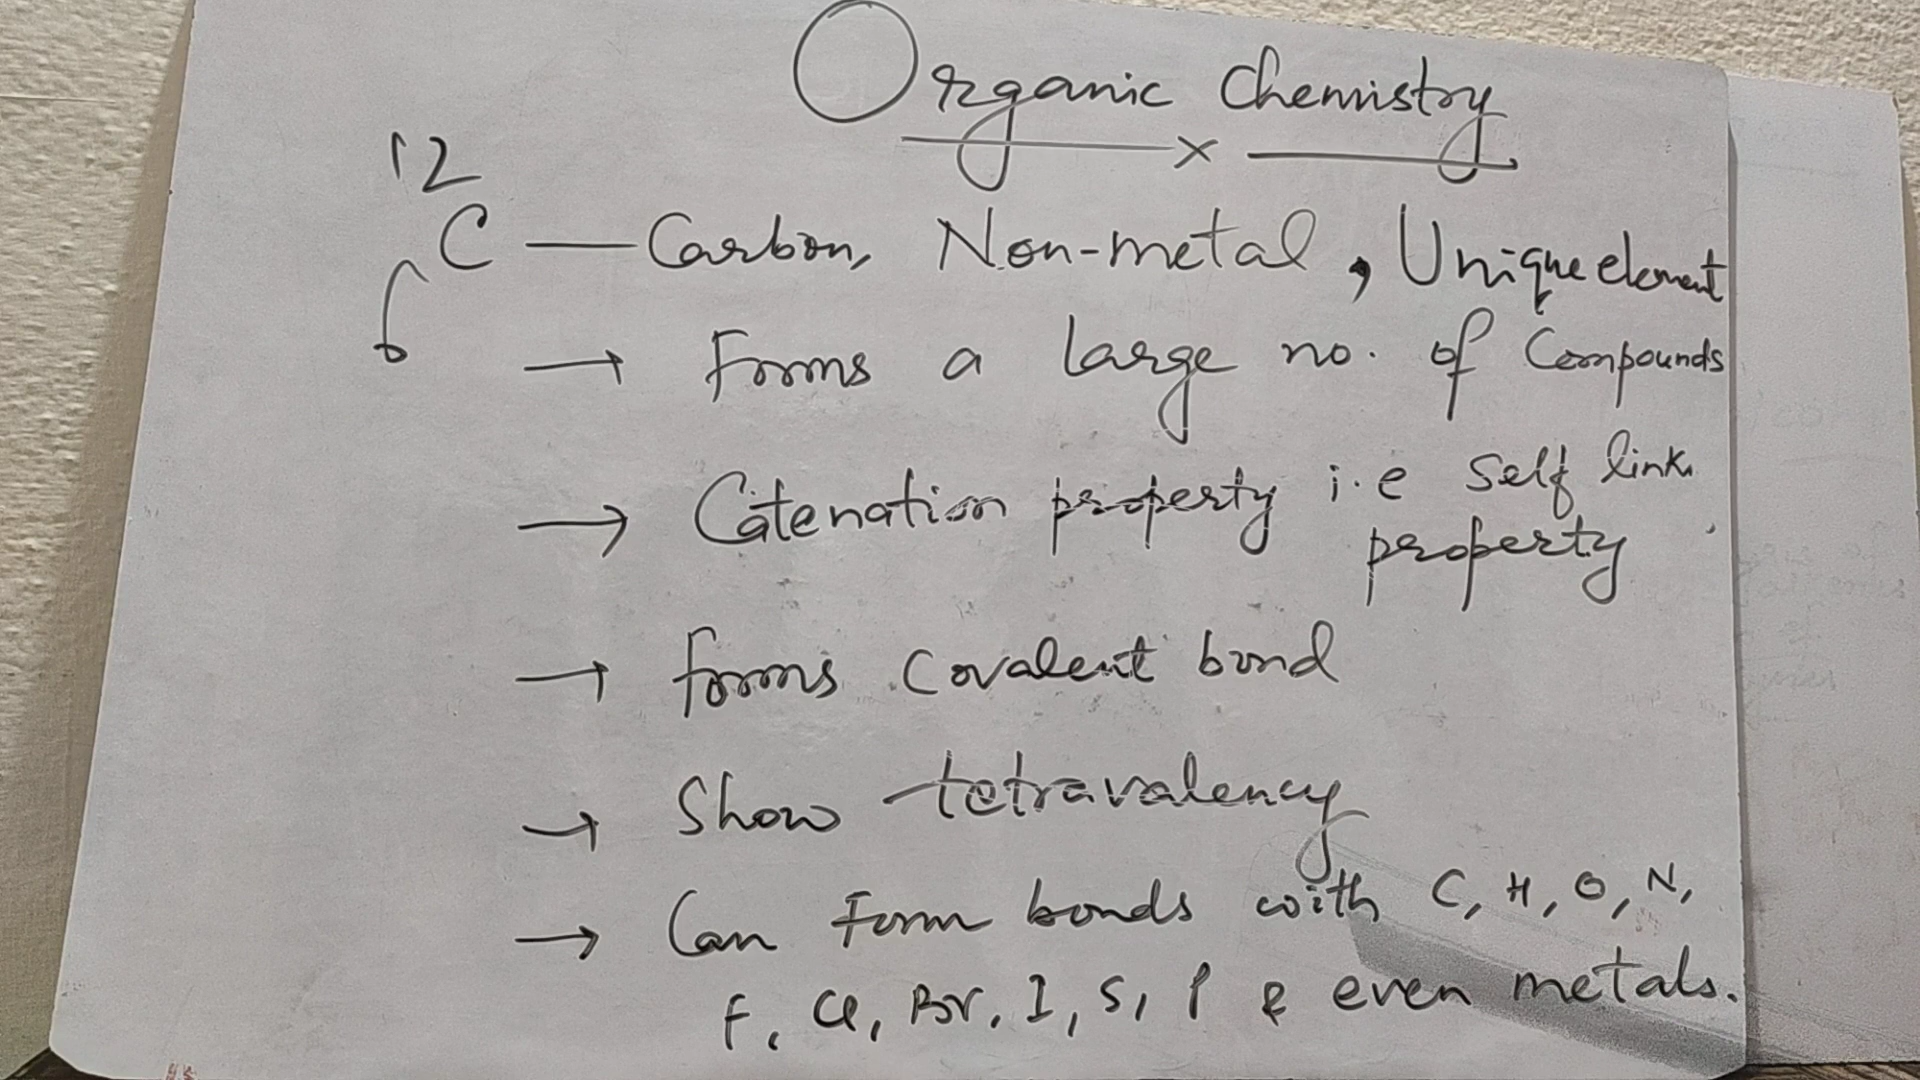 Organic Chemistry
x
12
C — Carbon, Non-metal, Unique element
6
→ Forms a large no. of Compounds
→ Catenation property i.e Self link
property
→ forms Covalent bond
→ Show tetravalency
→ Can Form bonds with C, H, O, N,
F, Cl, Br, I, S, P & even metals.